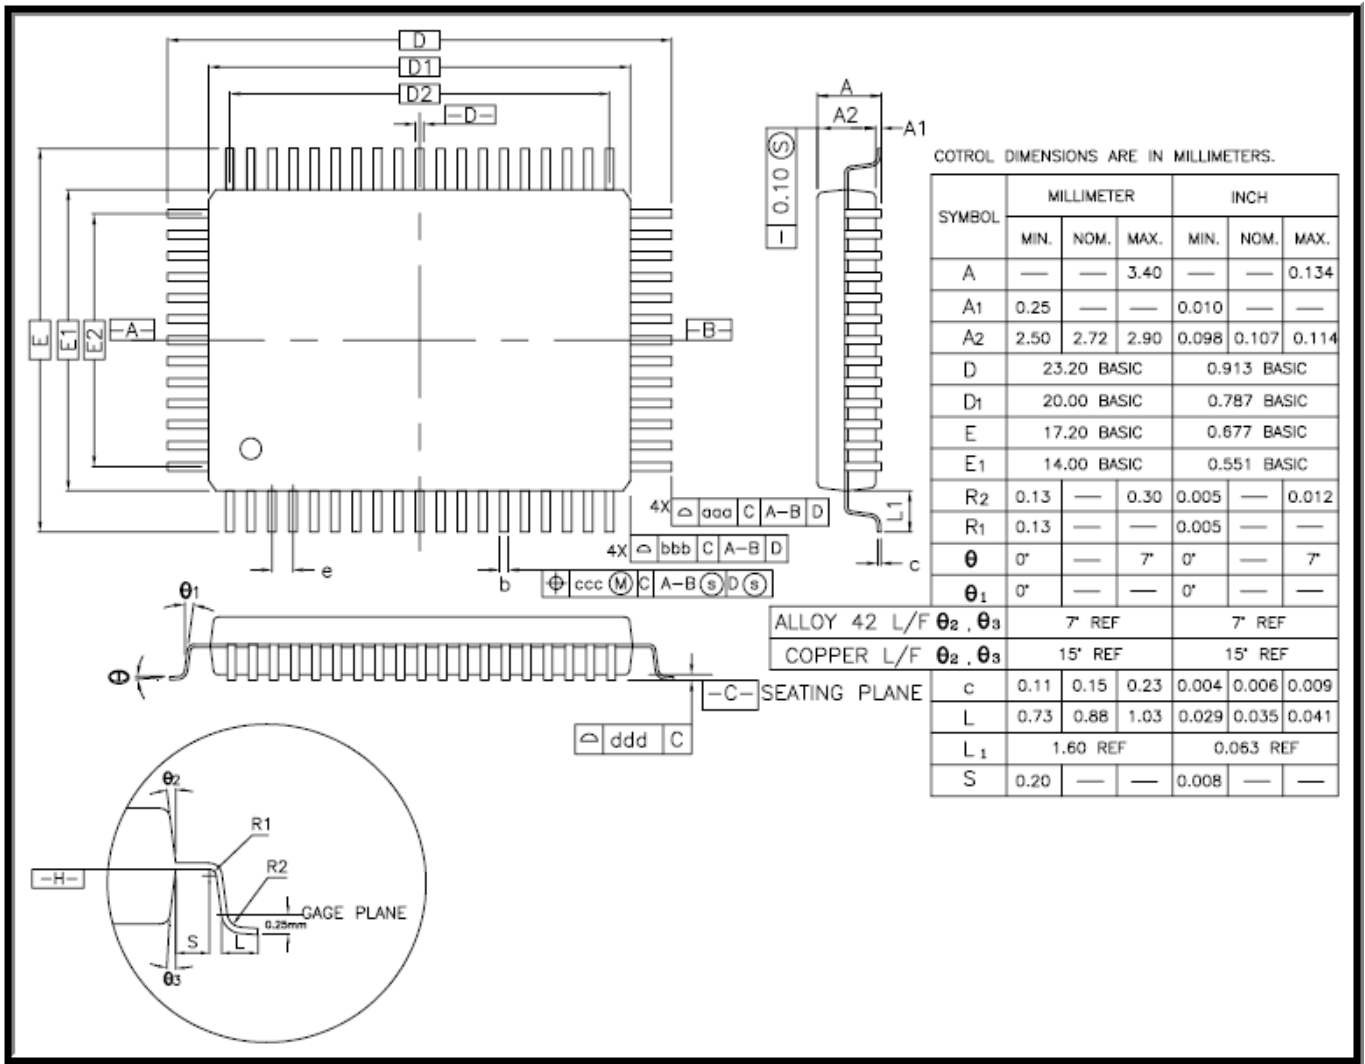 D
D1
D2
-D-
E
E1
E2
-A-
-B-
4X ⌓ aaa C A-B D
4X ⌓ bbb C A-B D
e
b
⌖ ccc Ⓜ C A-B Ⓢ D Ⓢ
A
A2
A1
0.10 Ⓢ
L1
c
COTROL DIMENSIONS ARE IN MILLIMETERS.
SYMBOL MILLIMETER INCH
MIN. NOM. MAX. MIN. NOM. MAX.
A — — 3.40 — — 0.134
A1 0.25 — — 0.010 — —
A2 2.50 2.72 2.90 0.098 0.107 0.114
D 23.20 BASIC 0.913 BASIC
D1 20.00 BASIC 0.787 BASIC
E 17.20 BASIC 0.677 BASIC
E1 14.00 BASIC 0.551 BASIC
R2 0.13 — 0.30 0.005 — 0.012
R1 0.13 — — 0.005 — —
θ 0° — 7° 0° — 7°
θ1 0° — — 0° — —
ALLOY 42 L/F θ2 , θ3 7° REF 7° REF
COPPER L/F θ2 , θ3 15° REF 15° REF
c 0.11 0.15 0.23 0.004 0.006 0.009
L 0.73 0.88 1.03 0.029 0.035 0.041
L1 1.60 REF 0.063 REF
S 0.20 — — 0.008 — —
θ1
θ
-C- SEATING PLANE
⌓ ddd C
θ2
R1
R2
-H-
GAGE PLANE
0.25mm
S
L
θ3